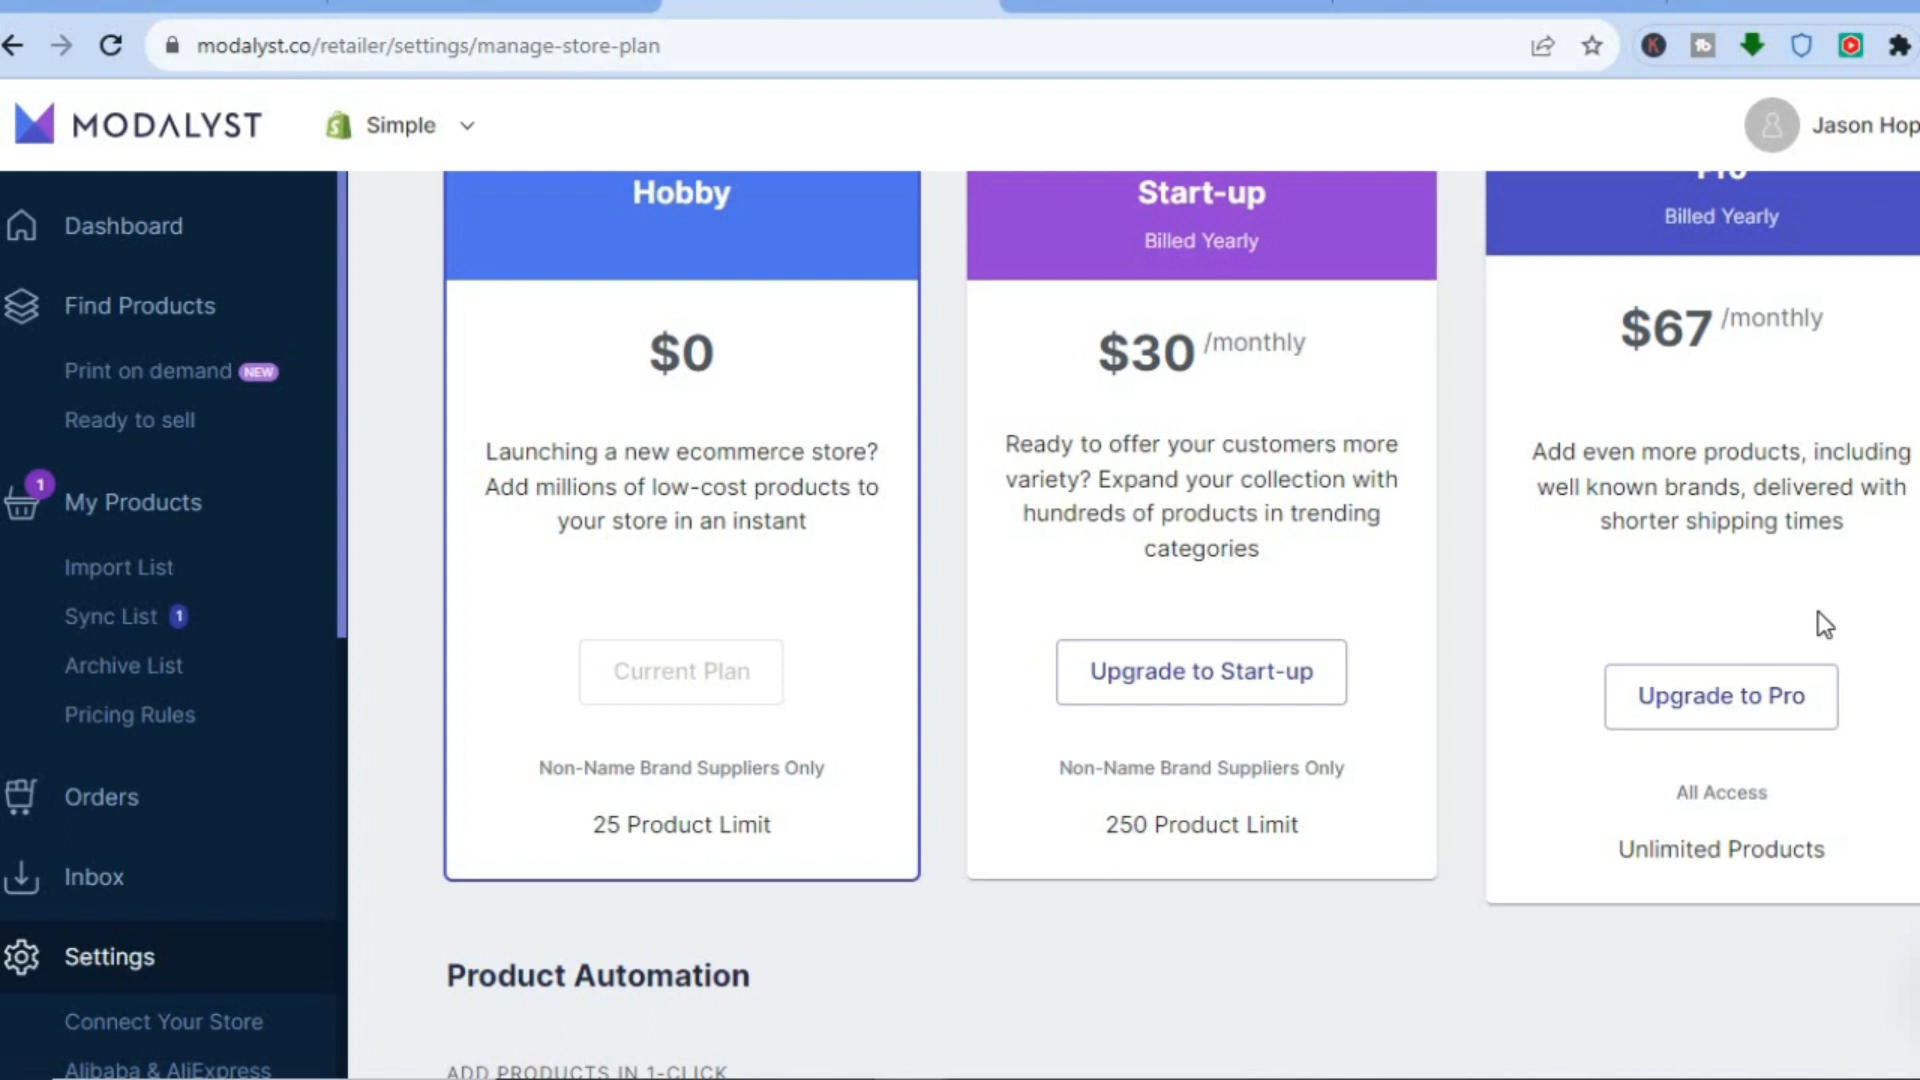 modalyst.co/retailer/settings/manage-store-plan
MODALYST
Simple
Jason Hop
Dashboard
Find Products
Print on demand NEW
Ready to sell
1
My Products
Import List
Sync List 1
Archive List
Pricing Rules
Orders
Inbox
Settings
Connect Your Store
Alibaba & AliExpress
Hobby
$0
Launching a new ecommerce store?
Add millions of low-cost products to
your store in an instant
Current Plan
Non-Name Brand Suppliers Only
25 Product Limit
Start-up
Billed Yearly
$30 /monthly
Ready to offer your customers more
variety? Expand your collection with
hundreds of products in trending
categories
Upgrade to Start-up
Non-Name Brand Suppliers Only
250 Product Limit
Pro
Billed Yearly
$67 /monthly
Add even more products, including
well known brands, delivered with
shorter shipping times
Upgrade to Pro
All Access
Unlimited Products
Product Automation
ADD PRODUCTS IN 1-CLICK